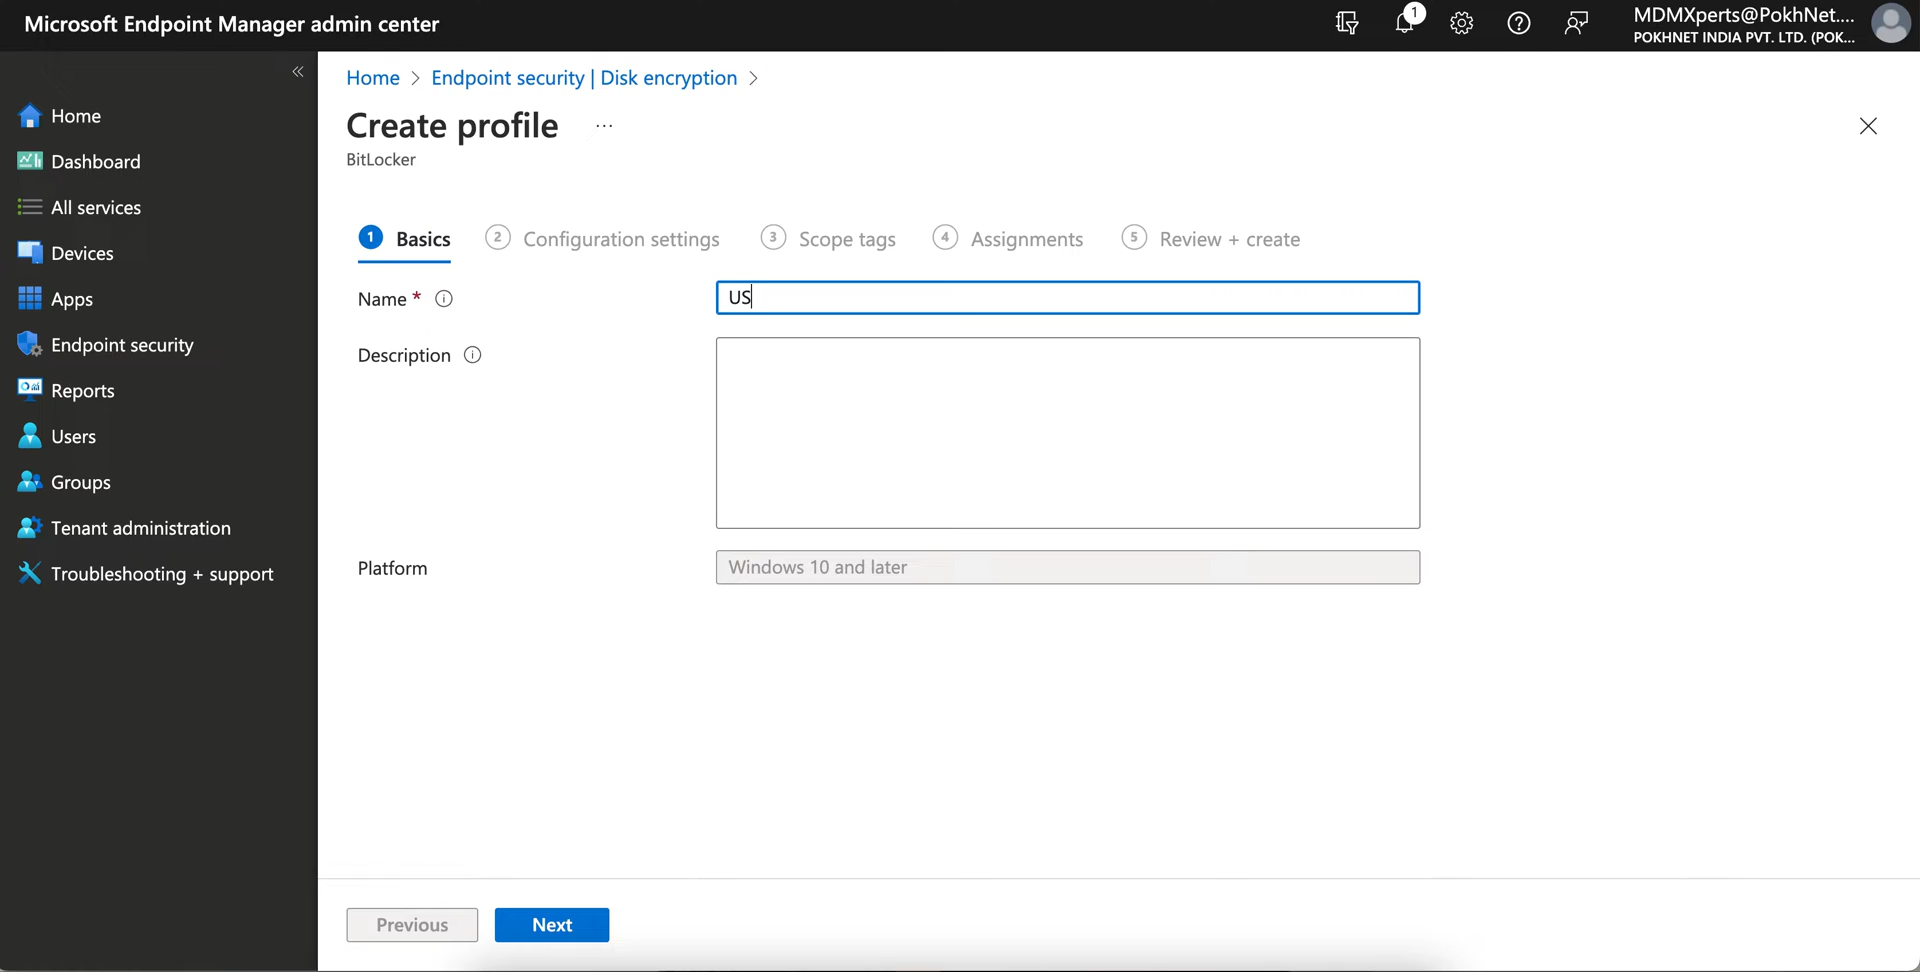 Microsoft Endpoint Manager admin center
1
MDMXperts@PokhNet....
POKHNET INDIA PVT. LTD. (POK...
«
Home
Dashboard
All services
Devices
Apps
Endpoint security
Reports
Users
Groups
Tenant administration
Troubleshooting + support
Home > Endpoint security | Disk encryption >
Create profile ...
BitLocker
1 Basics 2 Configuration settings 3 Scope tags 4 Assignments 5 Review + create
Name * US
Description
Platform Windows 10 and later
Previous Next